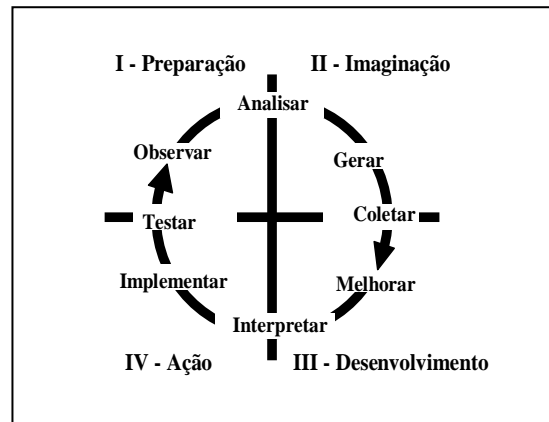 I - Preparação
II - Imaginação
Analisar
Observar
Gerar
Testar
Coletar
Implementar
Melhorar
Interpretar
IV - Ação
III - Desenvolvimento